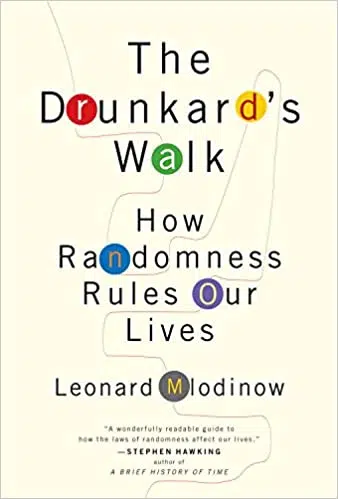 The
Drunkard's
Walk
How
Randomness
Rules Our
Lives
Leonard Mlodinow
"A wonderfully readable guide to
how the laws of randomness affect our lives."
—STEPHEN HAWKING
author of
A BRIEF HISTORY OF TIME